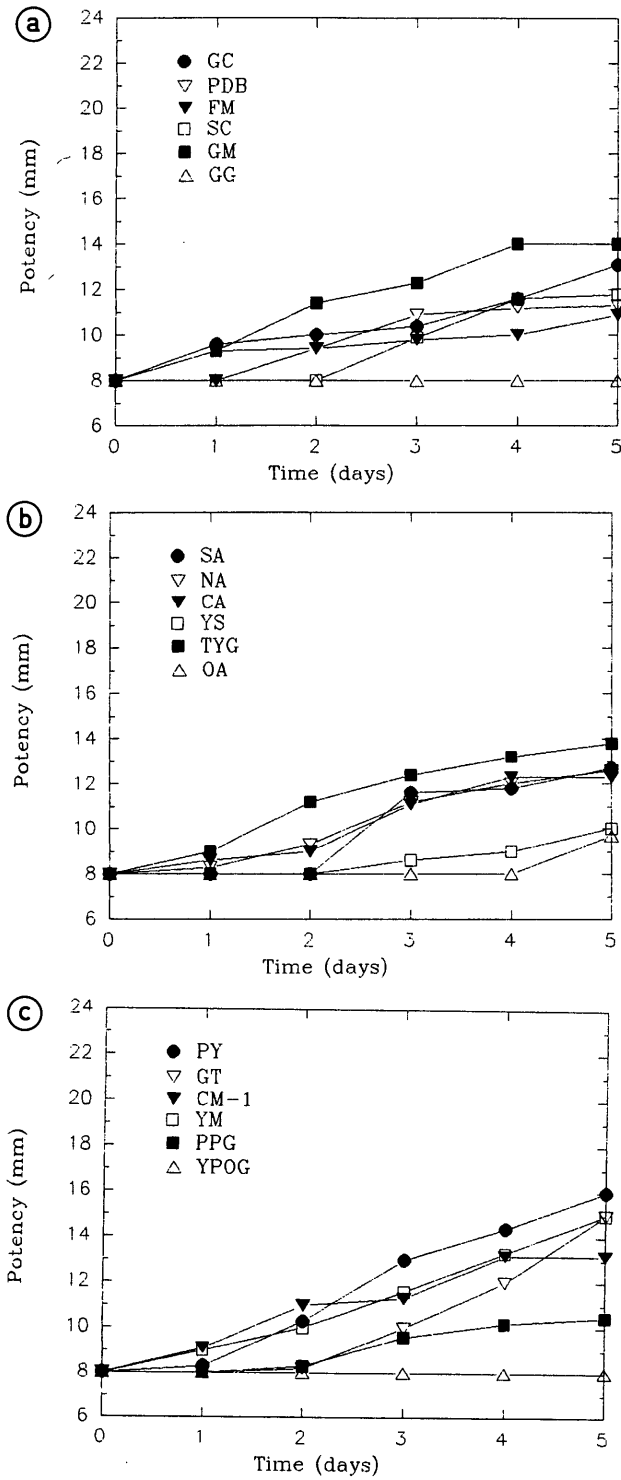 a
24
22
20
18
16
14
12
10
8
6
Potency (mm)
GC
PDB
FM
SC
GM
GG
0 1 2 3 4 5
Time (days)
b
24
22
20
18
16
14
12
10
8
6
Potency (mm)
SA
NA
CA
YS
TYG
OA
0 1 2 3 4 5
Time (days)
c
24
22
20
18
16
14
12
10
8
6
Potency (mm)
PY
GT
CM-1
YM
PPG
YPOG
0 1 2 3 4 5
Time (days)